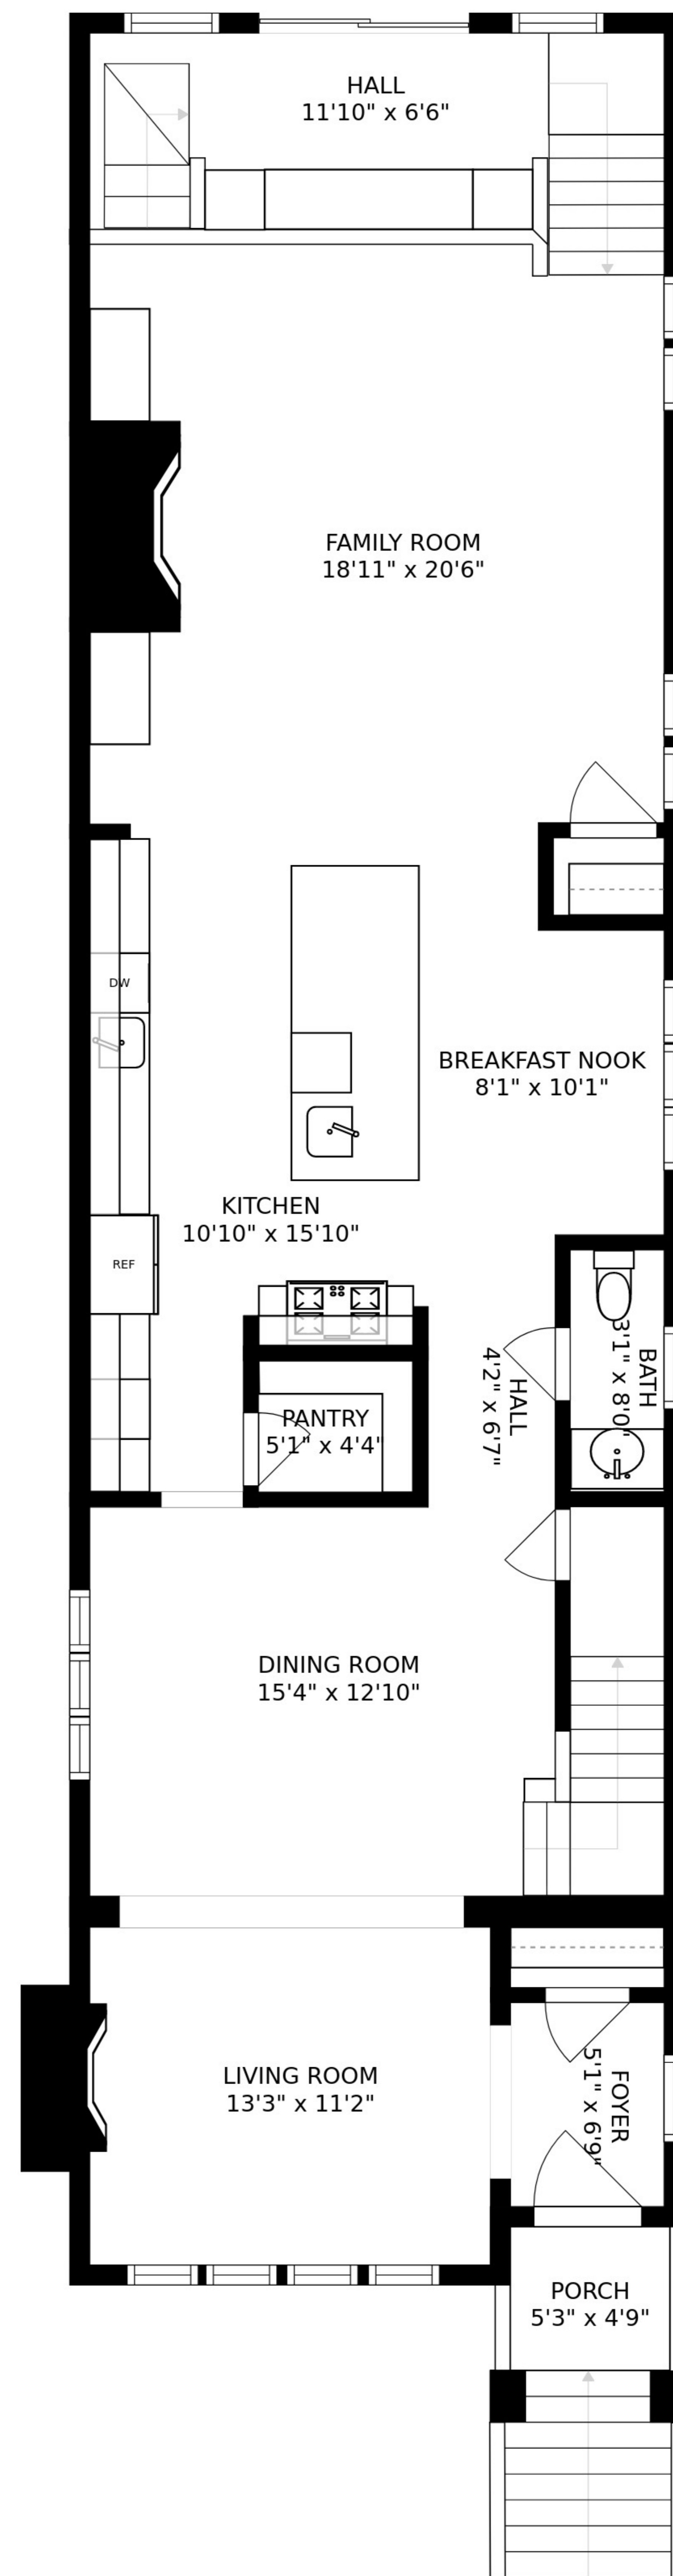 HALL
11'10" x 6'6"
FAMILY ROOM
18'11" x 20'6"
DW
BREAKFAST NOOK
8'1" x 10'1"
KITCHEN
10'10" x 15'10"
REF
BATH
3'1" x 8'0"
HALL
4'2" x 6'7"
PANTRY
5'1" x 4'4"
DINING ROOM
15'4" x 12'10"
LIVING ROOM
13'3" x 11'2"
FOYER
5'1" x 6'9"
PORCH
5'3" x 4'9"